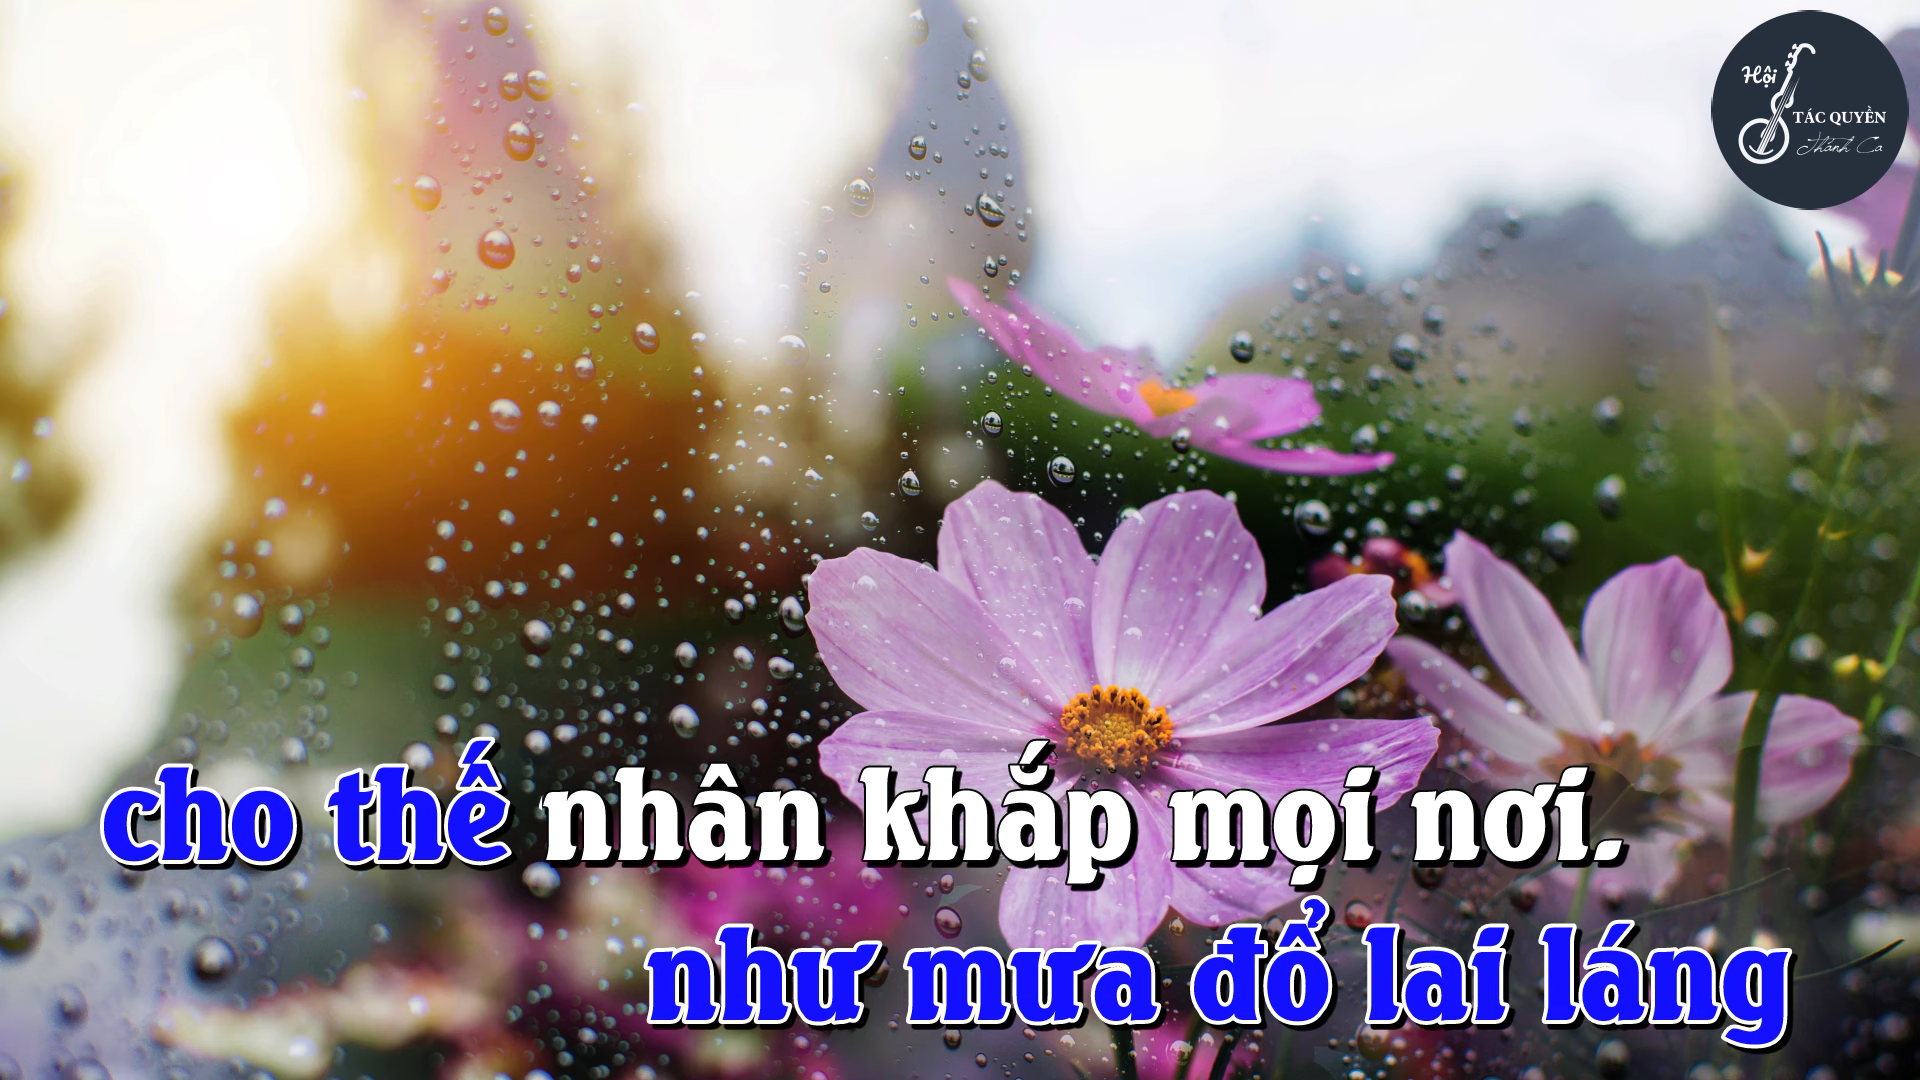 Hội
TÁC QUYỀN
Thánh Ca
cho thế nhân khắp mọi nơi.
như mưa đổ lai láng